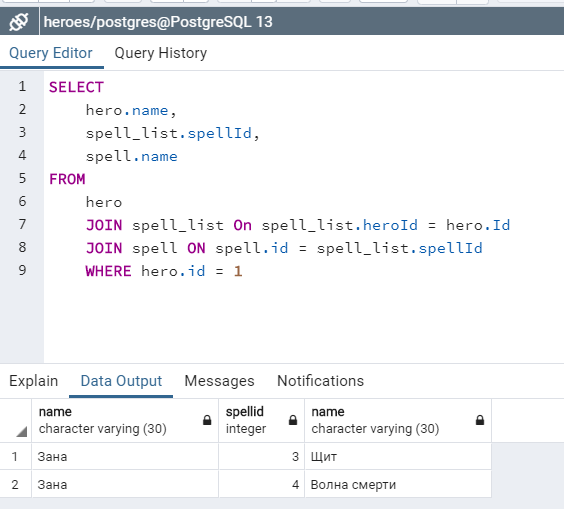 heroes/postgres@PostgreSQL 13
Query Editor Query History
1 SELECT
2 hero.name,
3 spell_list.spellId,
4 spell.name
5 FROM
6 hero
7 JOIN spell_list On spell_list.heroId = hero.Id
8 JOIN spell ON spell.id = spell_list.spellId
9 WHERE hero.id = 1
Explain Data Output Messages Notifications
name spellid name
character varying (30) integer character varying (30)
1 Зана 3 Щит
2 Зана 4 Волна смерти